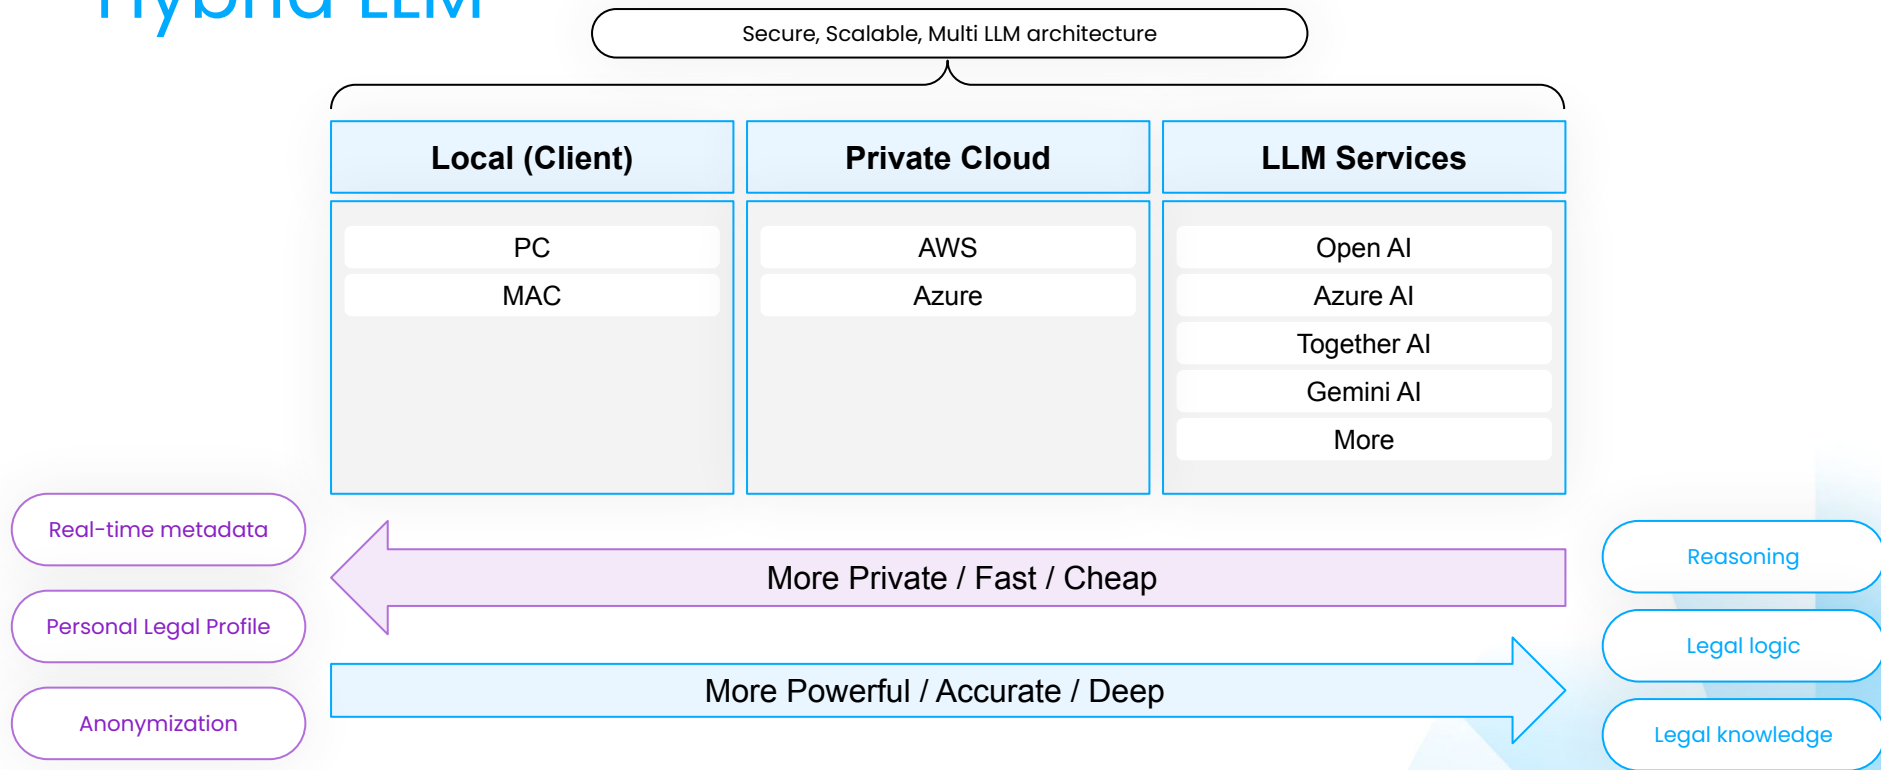 Hybrid LLM
Secure, Scalable, Multi LLM architecture
Local (Client)
Private Cloud
LLM Services
PC
MAC
AWS
Azure
Open AI
Azure AI
Together AI
Gemini AI
More
Real-time metadata
Personal Legal Profile
Anonymization
More Private / Fast / Cheap
More Powerful / Accurate / Deep
Reasoning
Legal logic
Legal knowledge